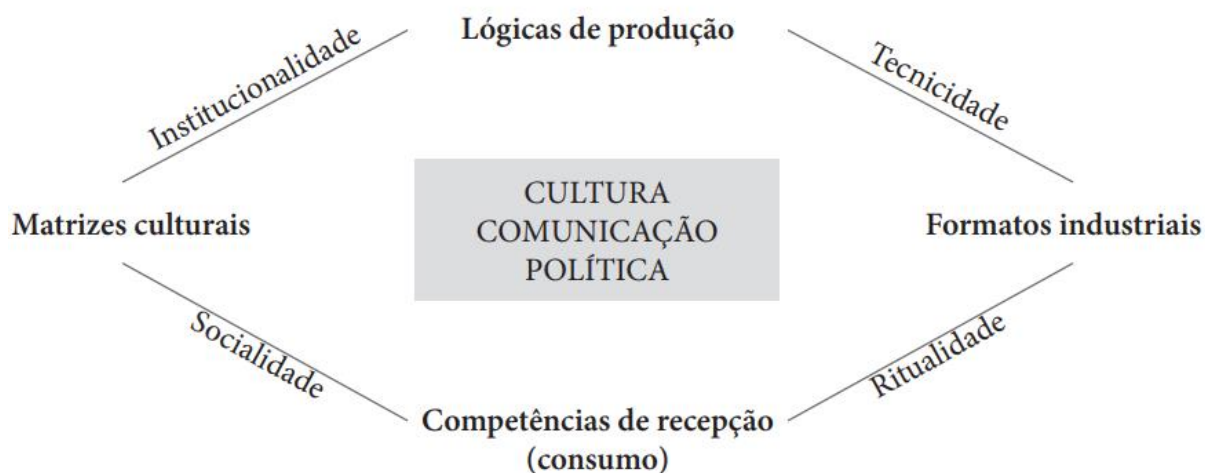 Lógicas de produção
Institucionalidade
Tecnicidade
Matrizes culturais
CULTURA
COMUNICAÇÃO
POLÍTICA
Formatos industriais
Socialidade
Ritualidade
Competências de recepção
(consumo)